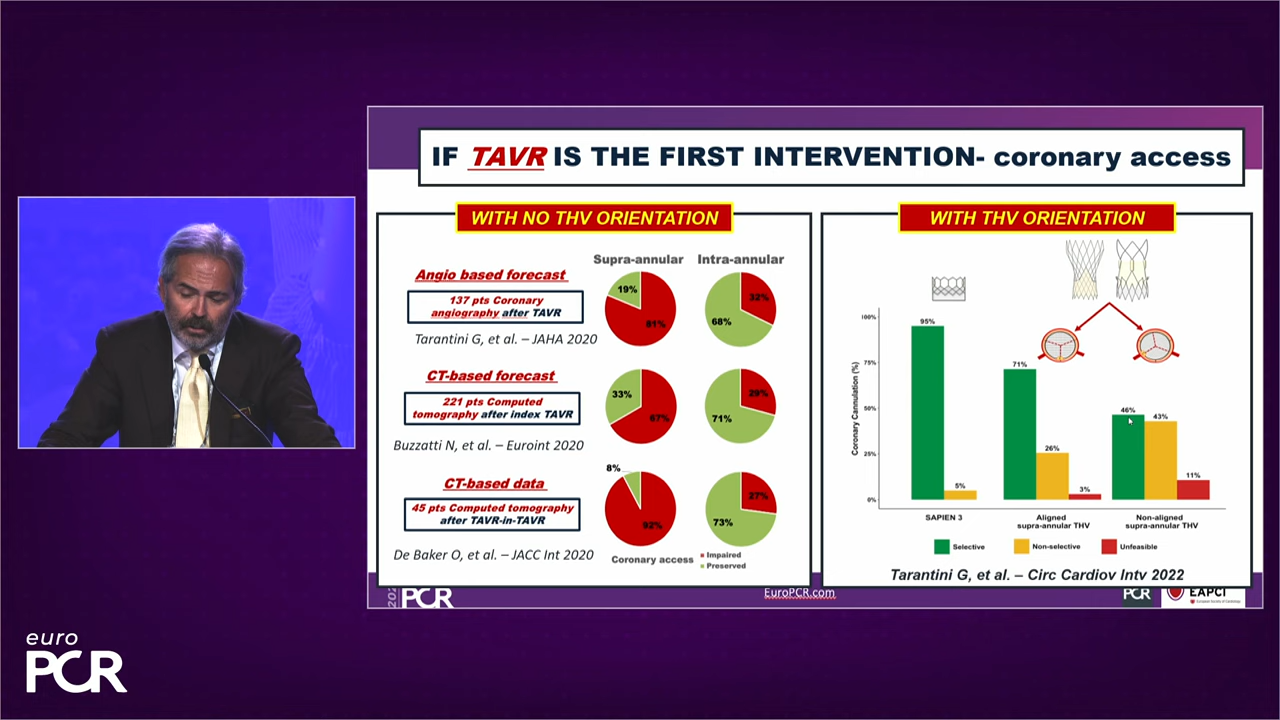 IF TAVR IS THE FIRST INTERVENTION- coronary access
WITH NO THV ORIENTATION
Supra-annular
Intra-annular
Angio based forecast
137 pts Coronary
angiography after TAVR
Tarantini G, et al. – JAHA 2020
19%
81%
32%
68%
CT-based forecast
221 pts Computed
tomography after index TAVR
Buzzatti N, et al. – Euroint 2020
33%
67%
29%
71%
CT-based data
45 pts Computed tomography
after TAVR-in-TAVR
De Baker O, et al. – JACC Int 2020
8%
92%
27%
73%
Coronary access
Impaired
Preserved
WITH THV ORIENTATION
Coronary Cannulation (%)
100%
75%
50%
25%
0%
95%
5%
71%
26%
3%
46%
43%
11%
SAPIEN 3
Aligned
supra-annular THV
Non-aligned
supra-annular THV
Selective
Non-selective
Unfeasible
Tarantini G, et al. – Circ Cardiov Intv 2022
PCR
EuroPCR.com
PCR
EAPCI
euro
PCR